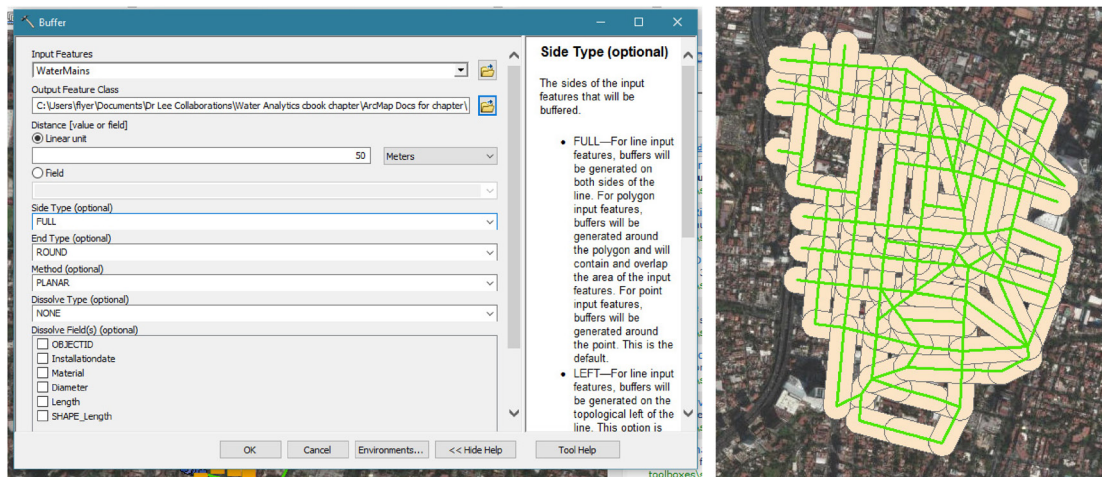 Buffer
Input Features
WaterMains
Output Feature Class
C:\Users\flyer\Documents\Dr Lee Collaborations\Water Analytics cbook chapter\ArcMap Docs for chapter\
Distance [value or field]
Linear unit
50 Meters
Field
Side Type (optional)
FULL
End Type (optional)
ROUND
Method (optional)
PLANAR
Dissolve Type (optional)
NONE
Dissolve Field(s) (optional)
OBJECTID
Installationdate
Material
Diameter
Length
SHAPE_Length
OK Cancel Environments... << Hide Help Tool Help
Side Type (optional)
The sides of the input
features that will be
buffered.
• FULL—For line input
features, buffers will
be generated on
both sides of the
line. For polygon
input features,
buffers will be
generated around
the polygon and will
contain and overlap
the area of the input
features. For point
input features,
buffers will be
generated around
the point. This is the
default.
• LEFT—For line input
features, buffers will
be generated on the
topological left of the
line. This option is
toolboxes\